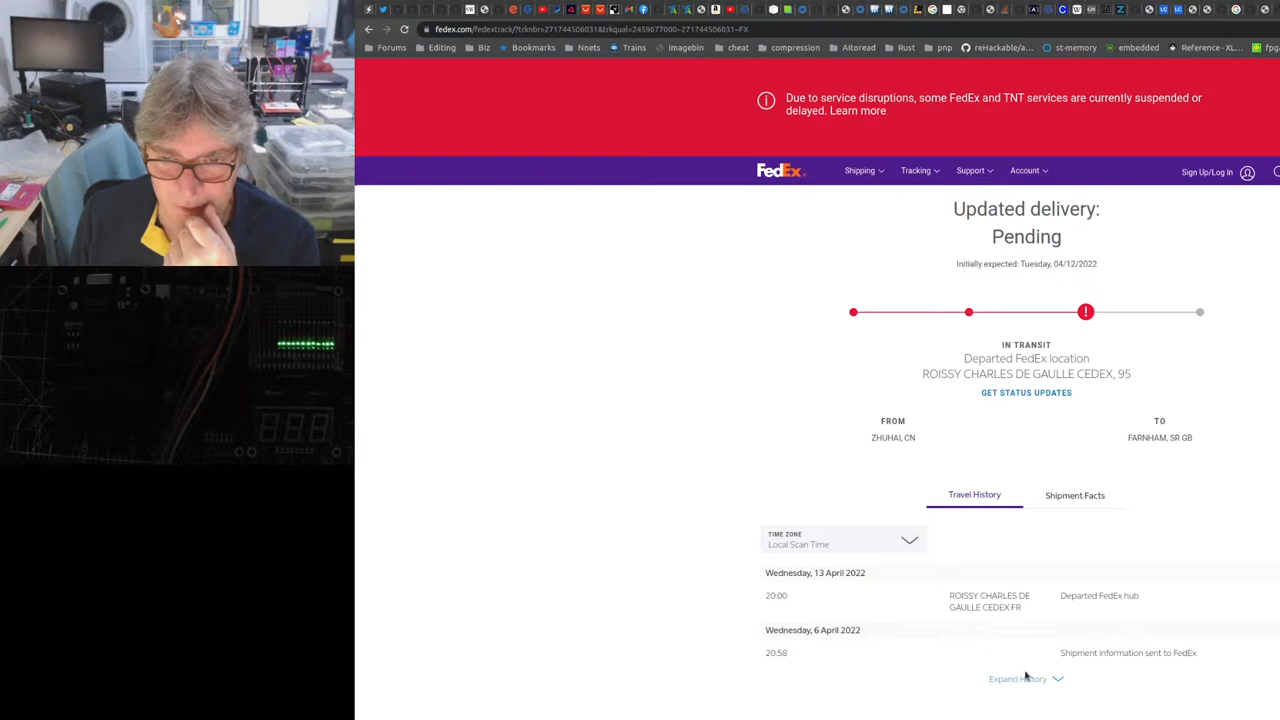 fedex.com/fedextrack/?trknbr=271744506031&trkqual=2459677000~271744506031~FX
Forums
Editing
Biz
Bookmarks
Nnets
Trains
Imagebin
cheat
compression
AItoread
Rust
pnp
reHackable/a...
st-memory
embedded
Reference - XL...
fpg
Due to service disruptions, some FedEx and TNT services are currently suspended or
delayed. Learn more
FedEx
Shipping
Tracking
Support
Account
Sign Up/Log In
Updated delivery:
Pending
Initially expected: Tuesday, 04/12/2022
IN TRANSIT
Departed FedEx location
ROISSY CHARLES DE GAULLE CEDEX, 95
GET STATUS UPDATES
FROM
TO
ZHUHAI, CN
FARNHAM, SR GB
Travel History
Shipment Facts
TIME ZONE
Local Scan Time
Wednesday, 13 April 2022
20:00
ROISSY CHARLES DE
GAULLE CEDEX FR
Departed FedEx hub
Wednesday, 6 April 2022
20:58
Shipment information sent to FedEx
Expand History